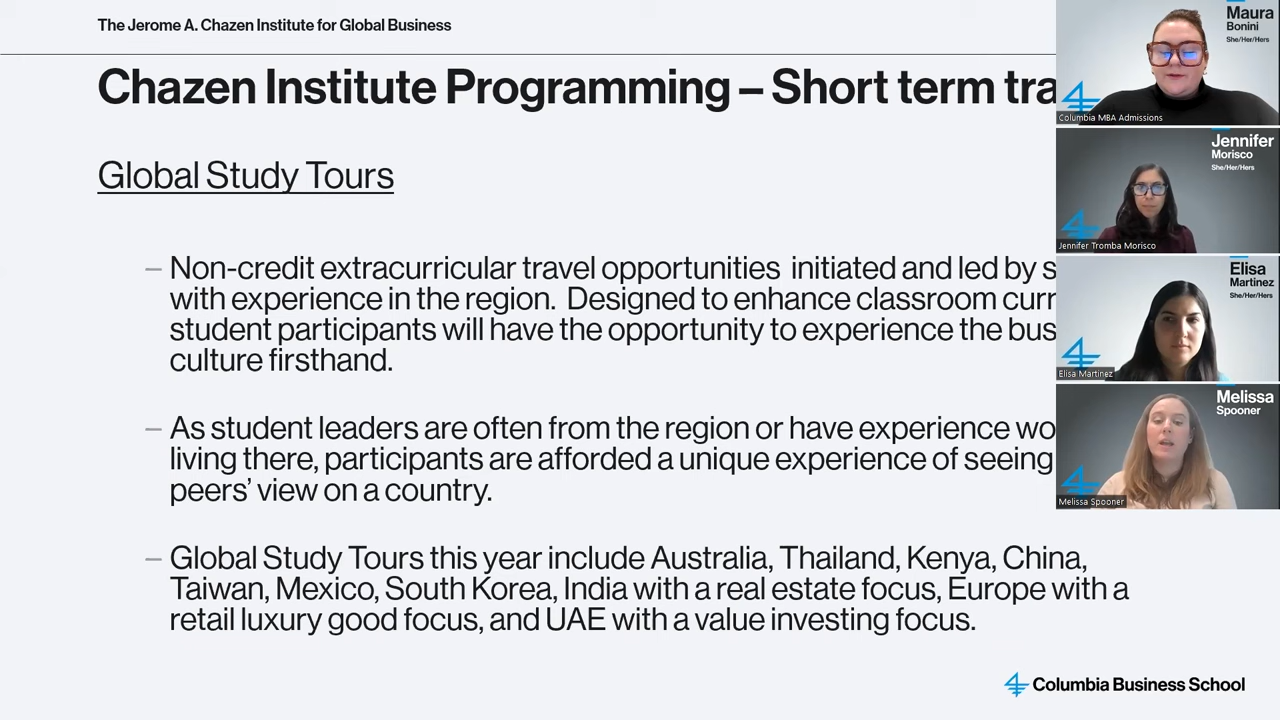 The Jerome A. Chazen Institute for Global Business
Chazen Institute Programming – Short term tra
Global Study Tours
– Non-credit extracurricular travel opportunities initiated and led by s
with experience in the region. Designed to enhance classroom curr
student participants will have the opportunity to experience the bus
culture firsthand.
– As student leaders are often from the region or have experience wo
living there, participants are afforded a unique experience of seeing
peers’ view on a country.
– Global Study Tours this year include Australia, Thailand, Kenya, China,
Taiwan, Mexico, South Korea, India with a real estate focus, Europe with a
retail luxury good focus, and UAE with a value investing focus.
Columbia Business School
Maura
Bonini
She/Her/Hers
Columbia MBA Admissions
Jennifer
Morisco
She/Her/Hers
Jennifer Tromba Morisco
Elisa
Martinez
She/Her/Hers
Elisa Martinez
Melissa
Spooner
Melissa Spooner